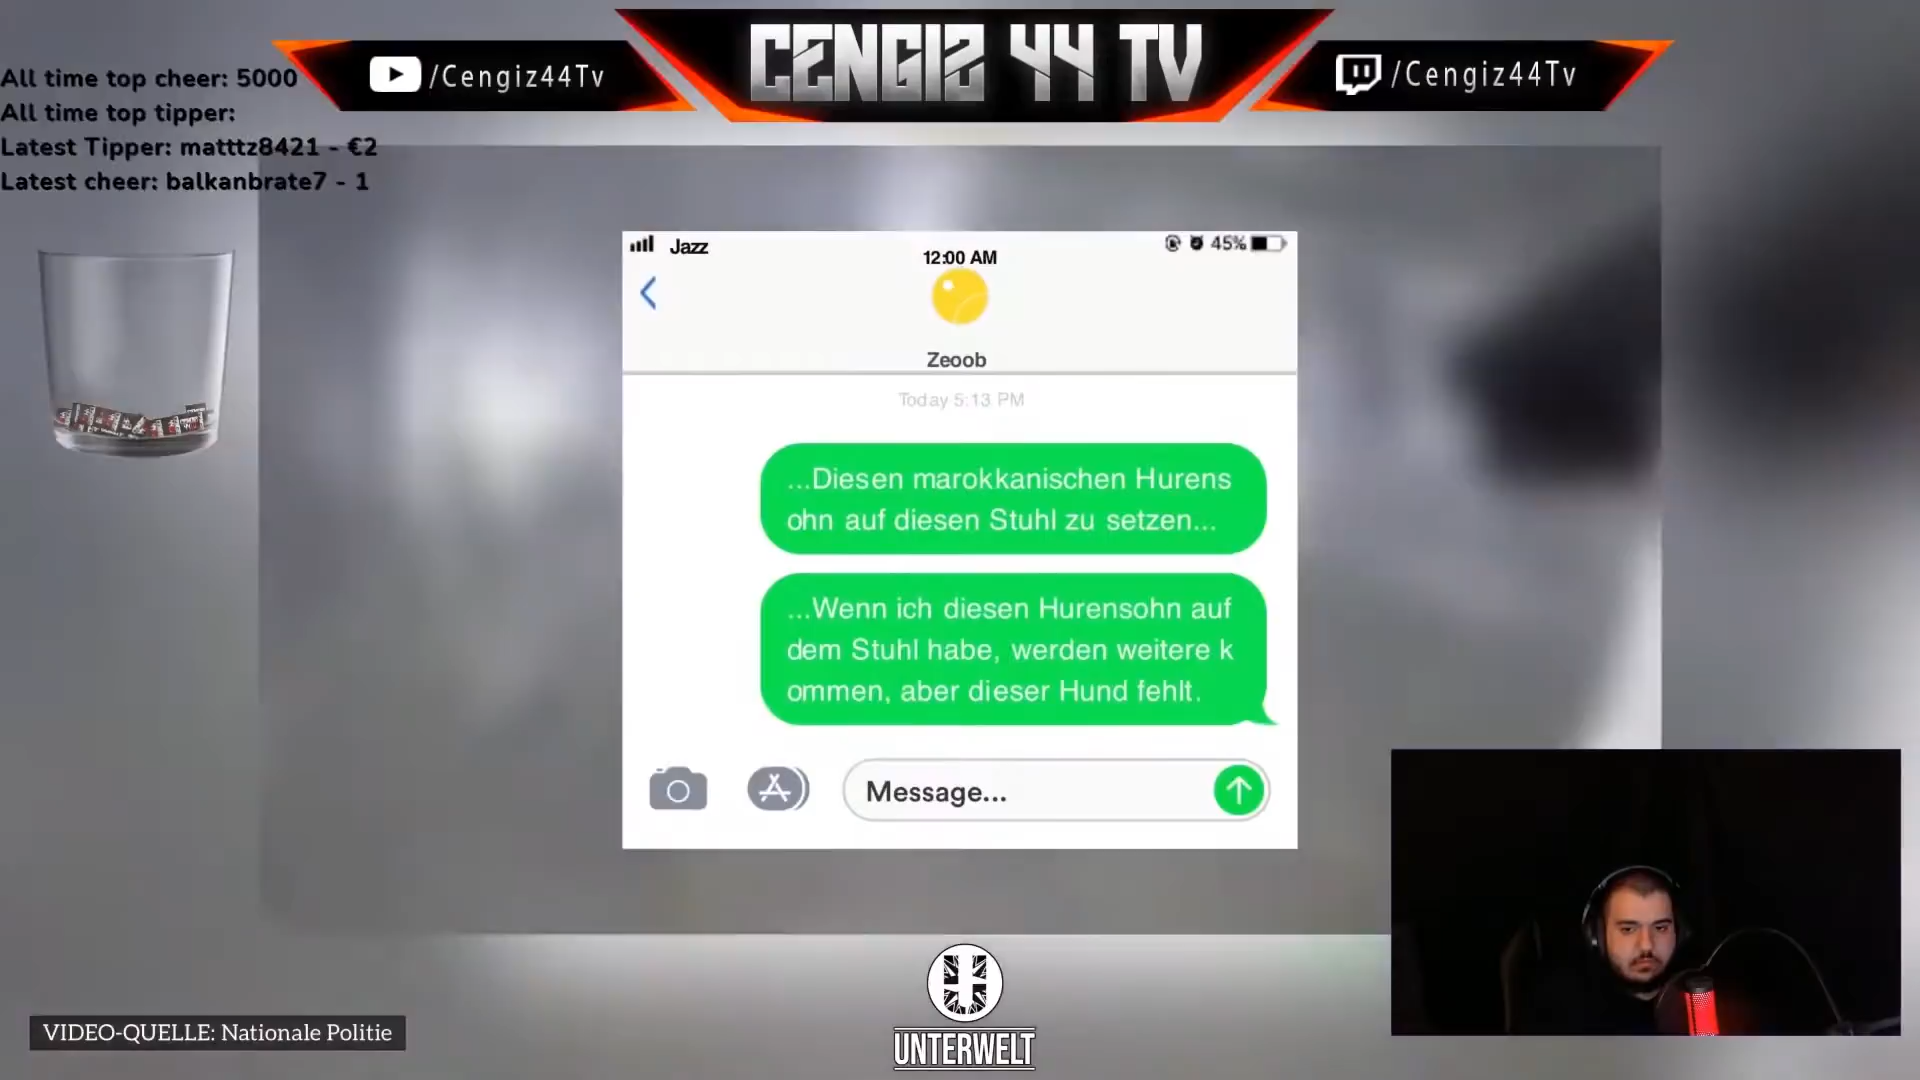 CENGIZ 44 TV
/Cengiz44Tv
/Cengiz44Tv
All time top cheer: 5000
All time top tipper:
Latest Tipper: matttz8421 - €2
Latest cheer: balkanbrate7 - 1
Jazz
12:00 AM
45%
Zeoob
Today 5:13 PM
...Diesen marokkanischen Hurens
ohn auf diesen Stuhl zu setzen...
...Wenn ich diesen Hurensohn auf
dem Stuhl habe, werden weitere k
ommen, aber dieser Hund fehlt.
Message...
VIDEO-QUELLE: Nationale Politie
UNTERWELT